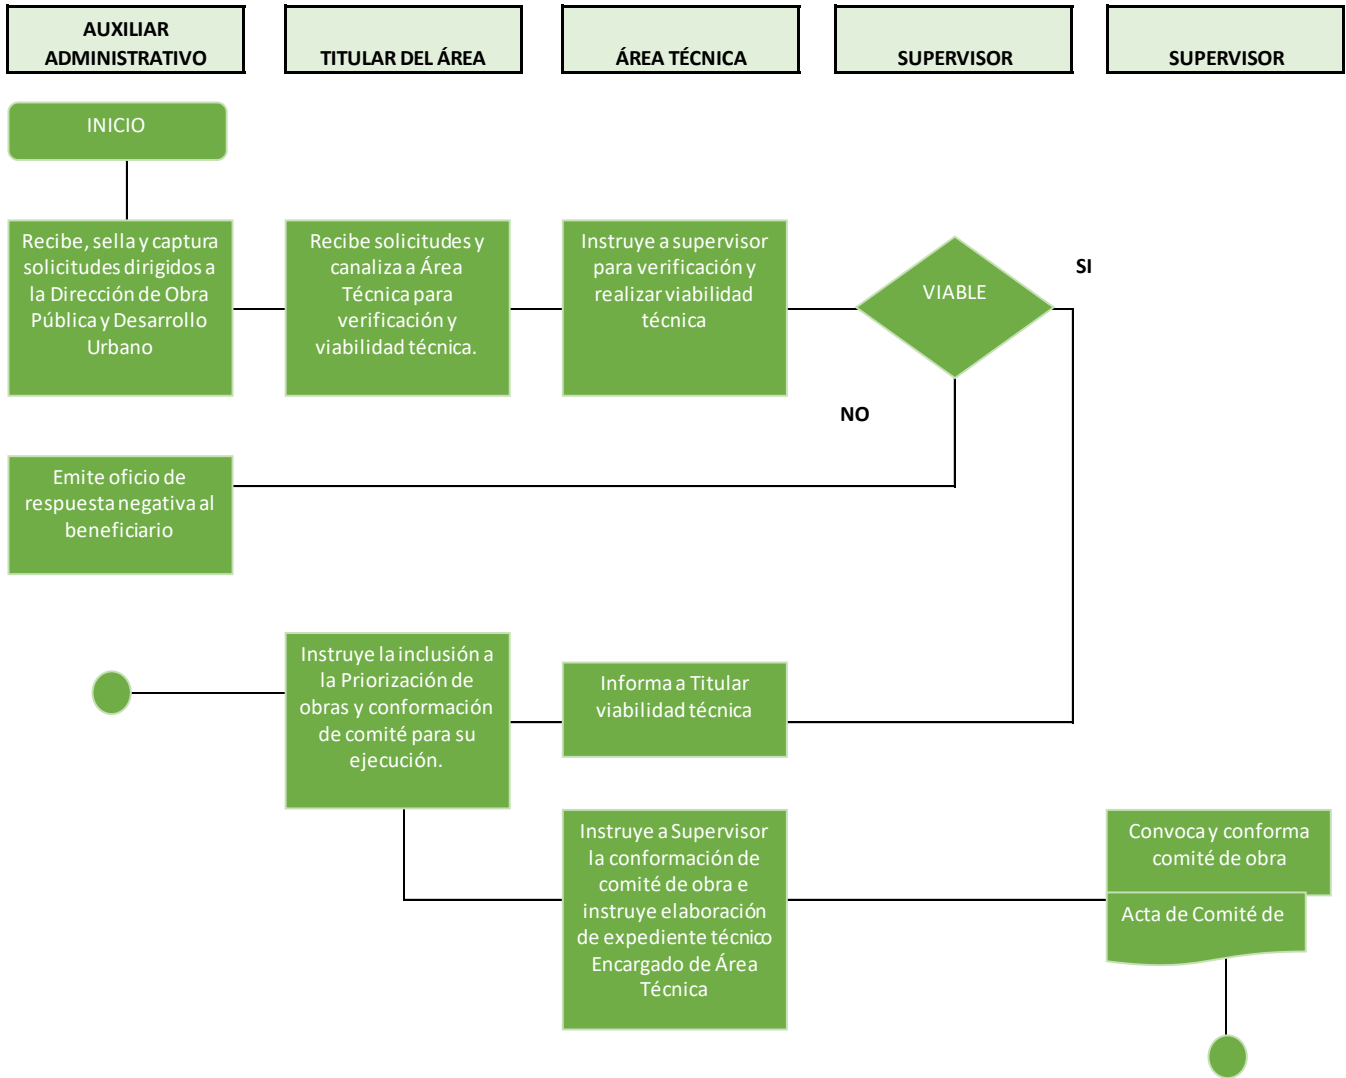 AUXILIAR
ADMINISTRATIVO
TITULAR DEL ÁREA
ÁREA TÉCNICA
SUPERVISOR
SUPERVISOR
INICIO
Recibe, sella y captura
solicitudes dirigidos a
la Dirección de Obra
Pública y Desarrollo
Urbano
Recibe solicitudes y
canaliza a Área
Técnica para
verificación y
viabilidad técnica.
Instruye a supervisor
para verificación y
realizar viabilidad
técnica
VIABLE
SI
NO
Emite oficio de
respuesta negativa al
beneficiario
Instruye la inclusión a
la Priorización de
obras y conformación
de comité para su
ejecución.
Informa a Titular
viabilidad técnica
Instruye a Supervisor
la conformación de
comité de obra e
instruye elaboración
de expediente técnico
Encargado de Área
Técnica
Convoca y conforma
comité de obra
Acta de Comité de